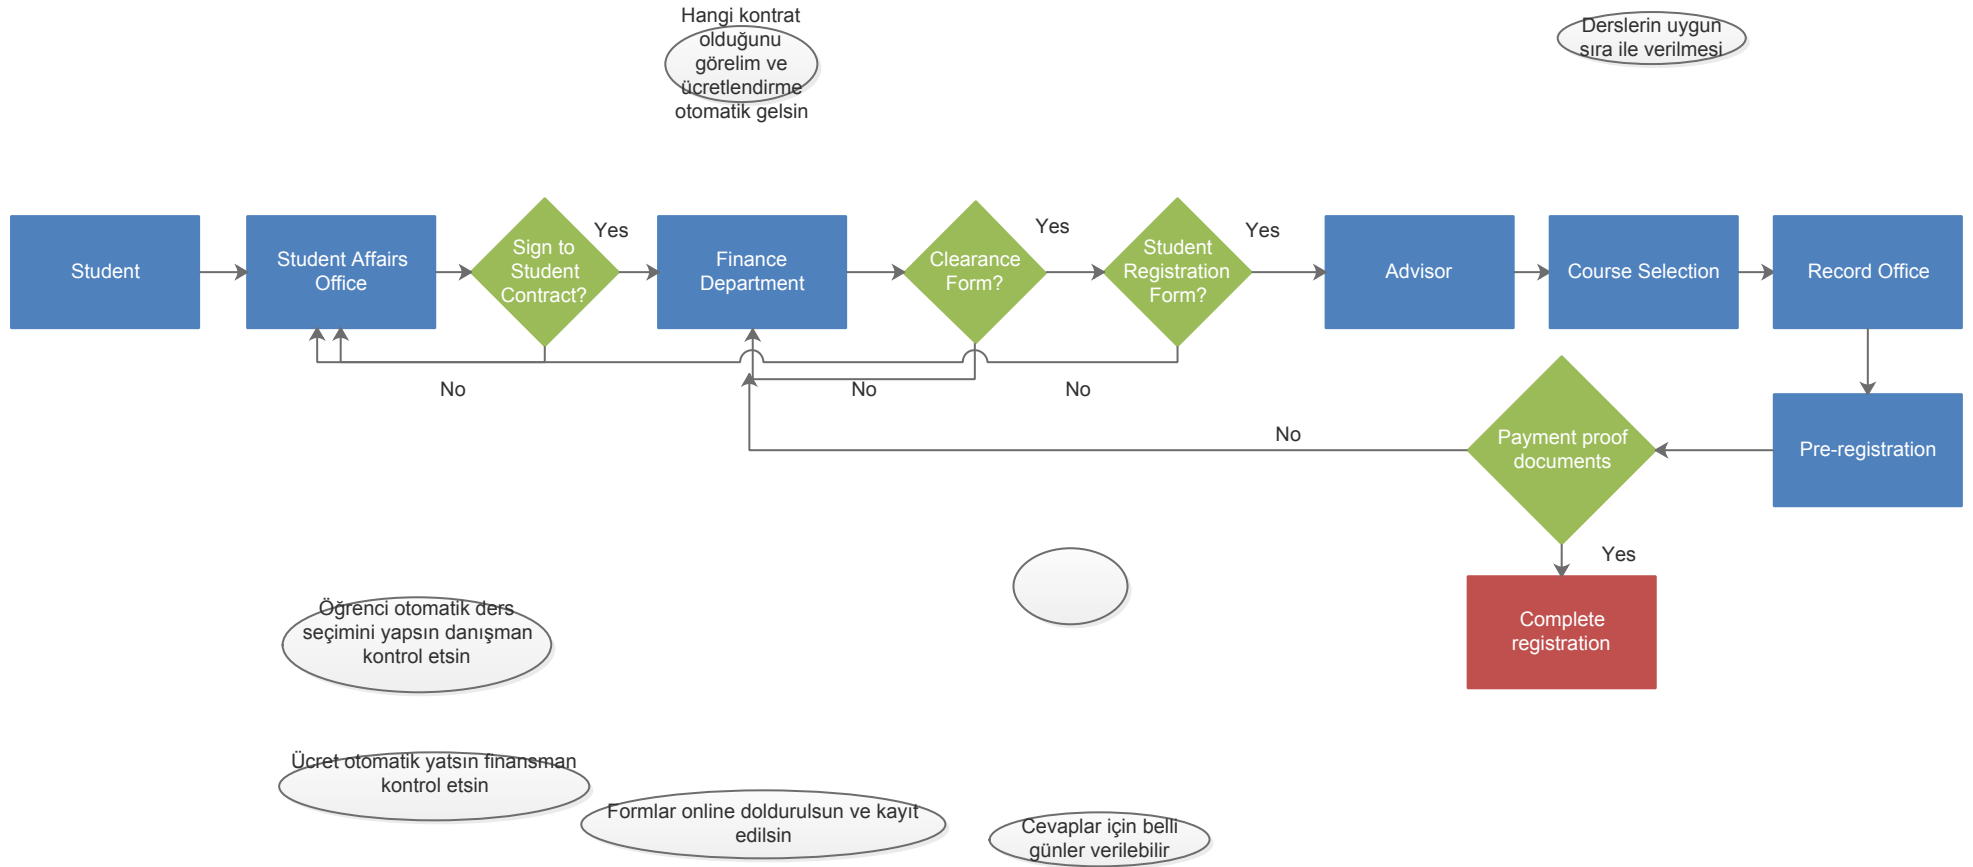 Hangi kontrat
olduğunu
görelim ve
ücretlendirme
otomatik gelsin
Derslerin uygun
sıra ile verilmesi
Student
Student Affairs
Office
Sign to
Student
Contract?
Yes
Finance
Department
Clearance
Form?
Yes
Student
Registration
Form?
Yes
Advisor
Course Selection
Record Office
No
No
No
No
Payment proof
documents
Pre-registration
Yes
Complete
registration
Öğrenci otomatik ders
seçimini yapsın danışman
kontrol etsin
Ücret otomatik yatsın finansman
kontrol etsin
Formlar online doldurulsun ve kayıt
edilsin
Cevaplar için belli
günler verilebilir